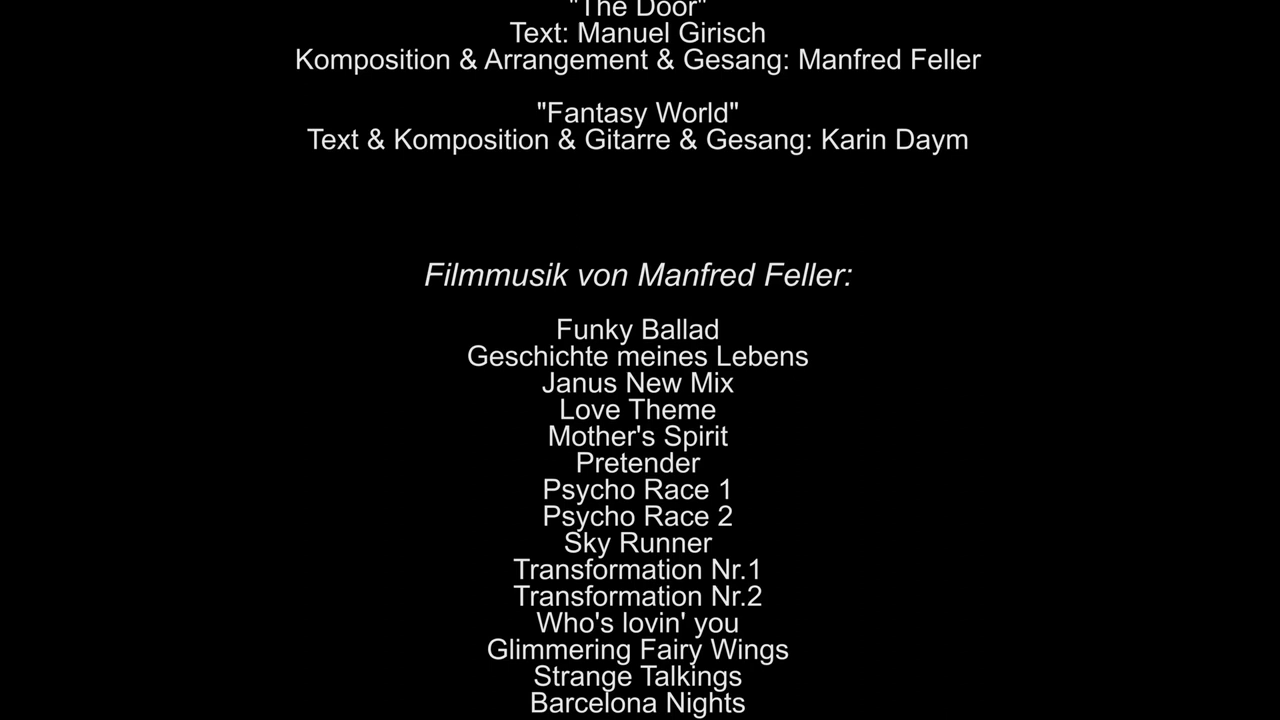 "The Door"
Text: Manuel Girisch
Komposition & Arrangement & Gesang: Manfred Feller
"Fantasy World"
Text & Komposition & Gitarre & Gesang: Karin Daym
Filmmusik von Manfred Feller:
Funky Ballad
Geschichte meines Lebens
Janus New Mix
Love Theme
Mother's Spirit
Pretender
Psycho Race 1
Psycho Race 2
Sky Runner
Transformation Nr.1
Transformation Nr.2
Who's lovin' you
Glimmering Fairy Wings
Strange Talkings
Barcelona Nights